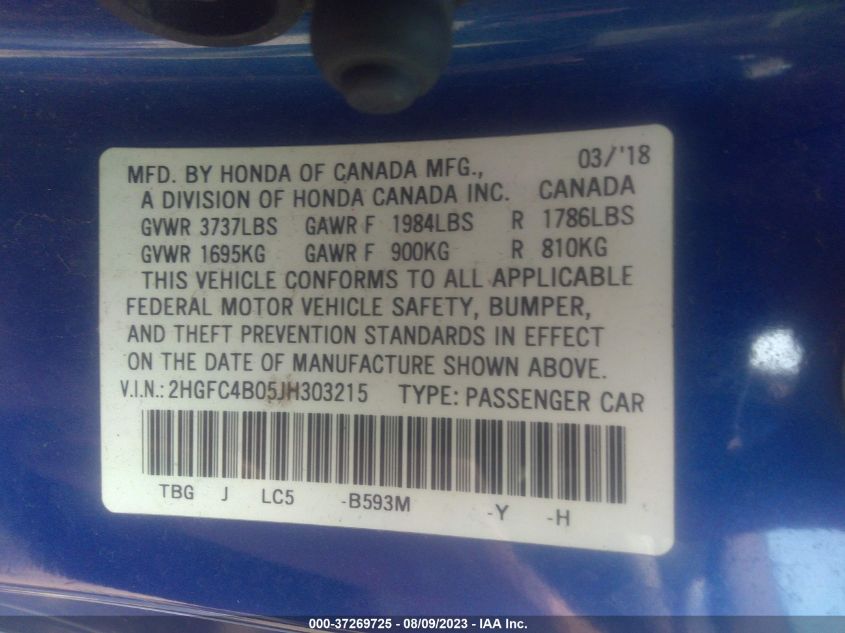 03/'18
MFD. BY HONDA OF CANADA MFG.,
A DIVISION OF HONDA CANADA INC. CANADA
GVWR 3737LBS GAWR F 1984LBS R 1786LBS
GVWR 1695KG GAWR F 900KG R 810KG
THIS VEHICLE CONFORMS TO ALL APPLICABLE
FEDERAL MOTOR VEHICLE SAFETY, BUMPER,
AND THEFT PREVENTION STANDARDS IN EFFECT
ON THE DATE OF MANUFACTURE SHOWN ABOVE.
V.I.N.: 2HGFC4B05JH303215 TYPE: PASSENGER CAR
TBG J LC5 -B593M -Y -H
000-37269725 - 08/09/2023 - IAA Inc.